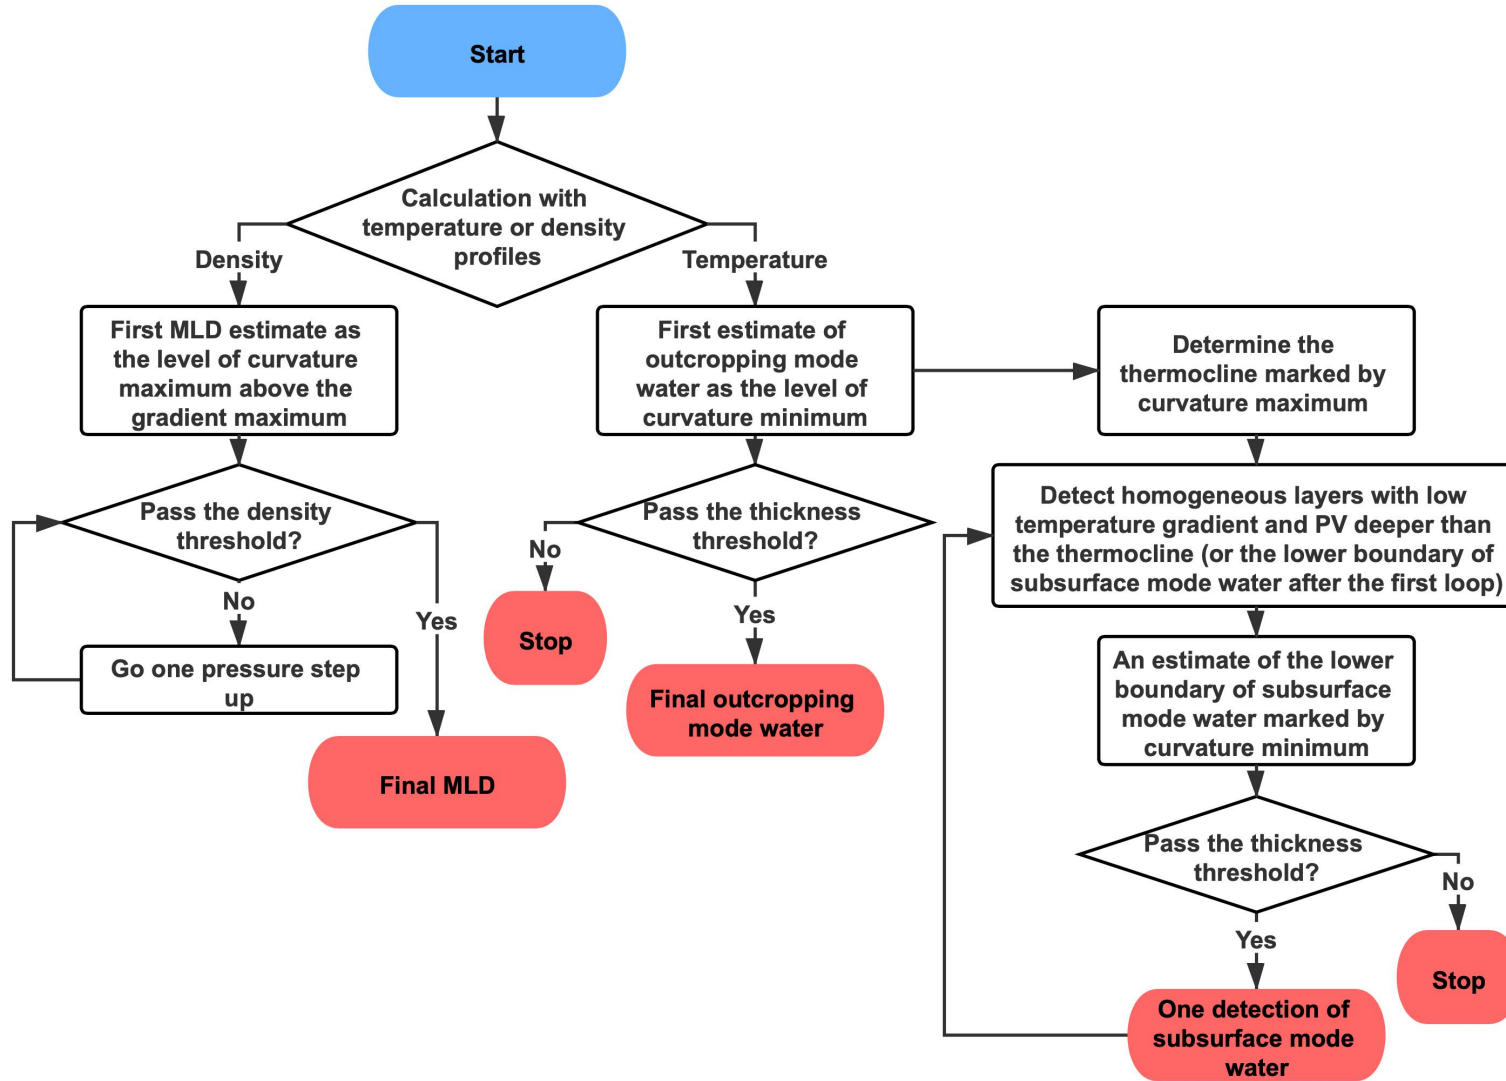 Start
Calculation with
temperature or density
profiles
Density
Temperature
First MLD estimate as
the level of curvature
maximum above the
gradient maximum
First estimate of
outcropping mode
water as the level of
curvature minimum
Determine the
thermocline marked by
curvature maximum
Pass the density
threshold?
Pass the thickness
threshold?
Detect homogeneous layers with low
temperature gradient and PV deeper than
the thermocline (or the lower boundary of
subsurface mode water after the first loop)
No
Yes
Go one pressure step
up
Final MLD
No
Stop
Yes
Final outcropping
mode water
An estimate of the lower
boundary of subsurface
mode water marked by
curvature minimum
Pass the thickness
threshold?
No
Stop
Yes
One detection of
subsurface mode
water